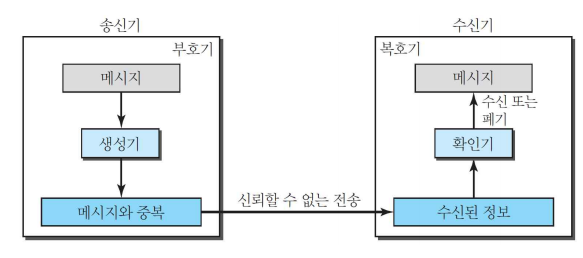 송신기
부호기
메시지
생성기
메시지와 중복
신뢰할 수 없는 전송
수신기
복호기
메시지
수신 또는
폐기
확인기
수신된 정보